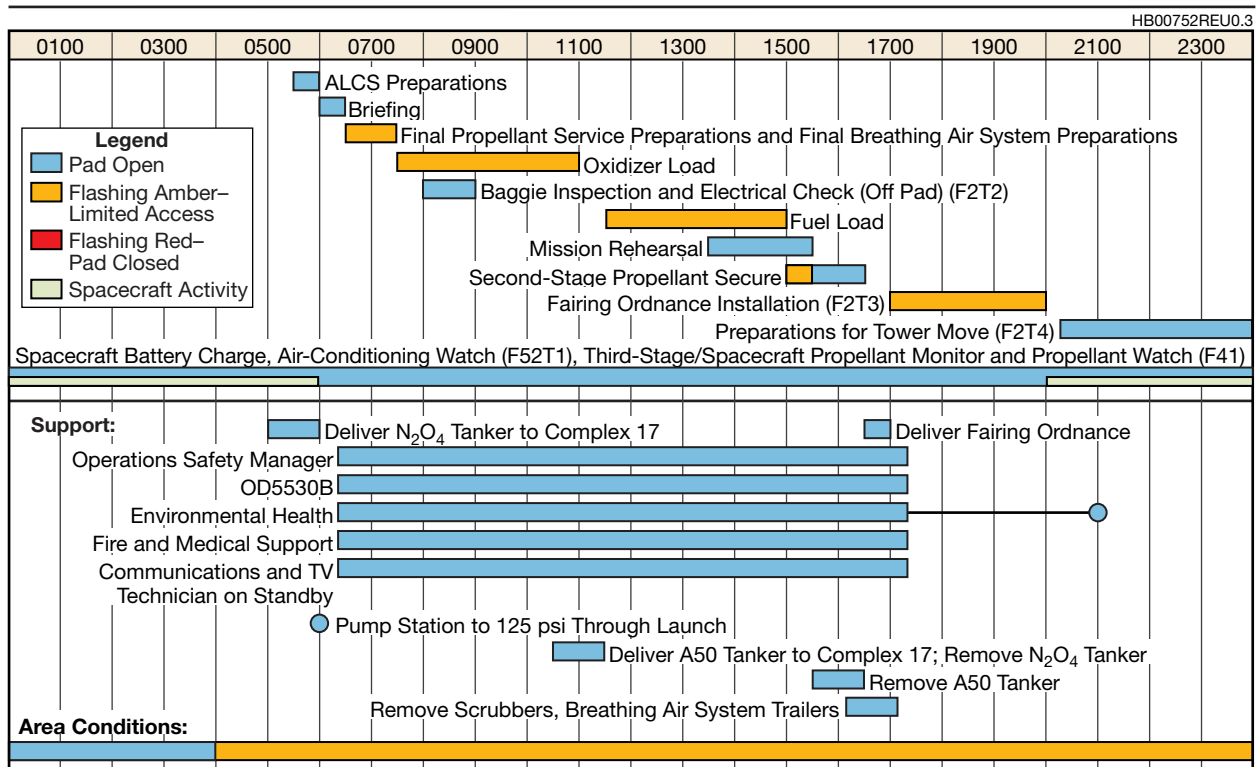 HB00752REU0.3
0100 0300 0500 0700 0900 1100 1300 1500 1700 1900 2100 2300
ALCS Preparations
Briefing
Legend
Pad Open
Flashing Amber–
Limited Access
Flashing Red–
Pad Closed
Spacecraft Activity
Final Propellant Service Preparations and Final Breathing Air System Preparations
Oxidizer Load
Baggie Inspection and Electrical Check (Off Pad) (F2T2)
Fuel Load
Mission Rehearsal
Second-Stage Propellant Secure
Fairing Ordnance Installation (F2T3)
Preparations for Tower Move (F2T4)
Spacecraft Battery Charge, Air-Conditioning Watch (F52T1), Third-Stage/Spacecraft Propellant Monitor and Propellant Watch (F41)
Support:
Deliver N₂O₄ Tanker to Complex 17
Deliver Fairing Ordnance
Operations Safety Manager
OD5530B
Environmental Health
Fire and Medical Support
Communications and TV
Technician on Standby
Pump Station to 125 psi Through Launch
Deliver A50 Tanker to Complex 17; Remove N₂O₄ Tanker
Remove A50 Tanker
Remove Scrubbers, Breathing Air System Trailers
Area Conditions: